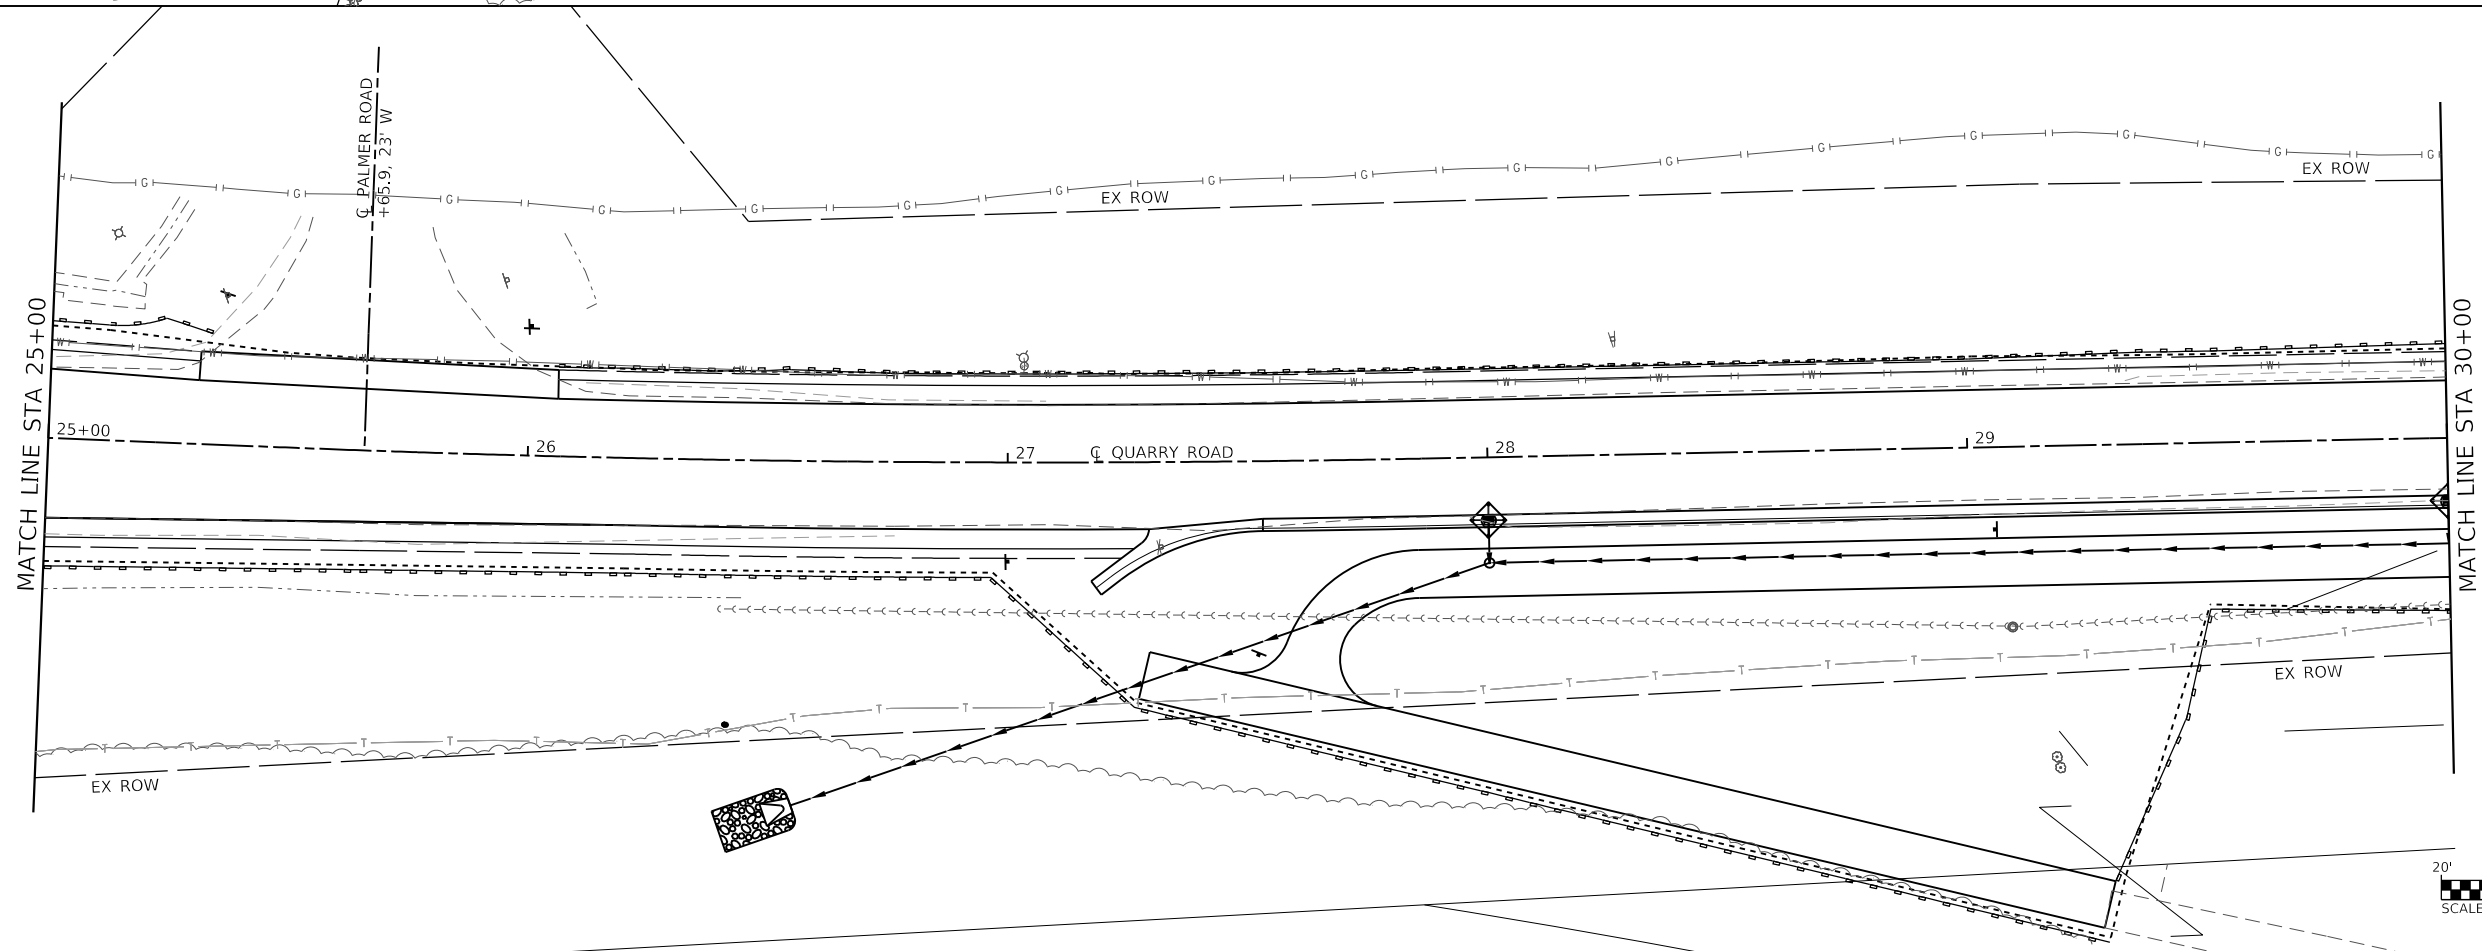 ℄ PALMER ROAD
+65.9, 23' W
EX ROW
EX ROW
MATCH LINE STA 25+00
MATCH LINE STA 30+00
25+00
26
27
℄ QUARRY ROAD
28
29
EX ROW
EX ROW
20'
SCALE
G G G G G G G G G G G G G G G G
W W W W W W W W W W W W W W W W
T T T T T T T T T T T T T T T T T T T T T T T T T T T T